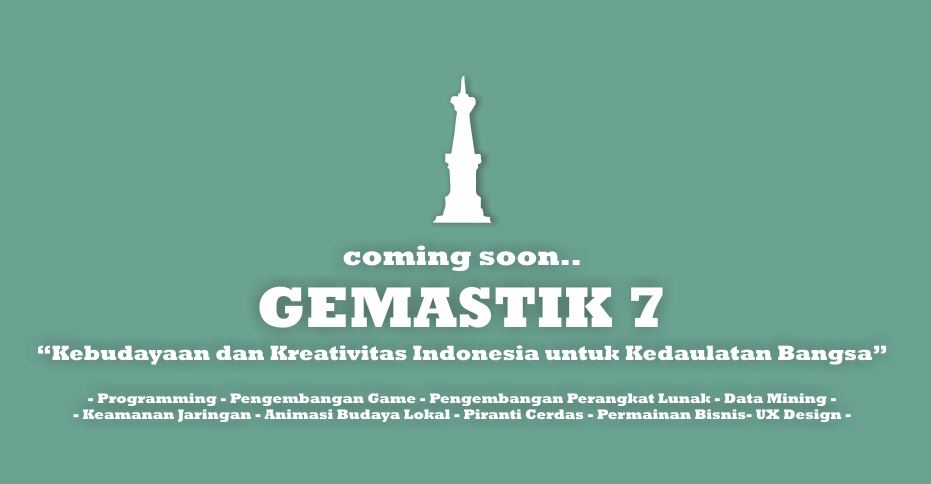 coming soon..
GEMASTIK 7
“Kebudayaan dan Kreativitas Indonesia untuk Kedaulatan Bangsa”
- Programming - Pengembangan Game - Pengembangan Perangkat Lunak - Data Mining -
- Keamanan Jaringan - Animasi Budaya Lokal - Piranti Cerdas - Permainan Bisnis- UX Design -